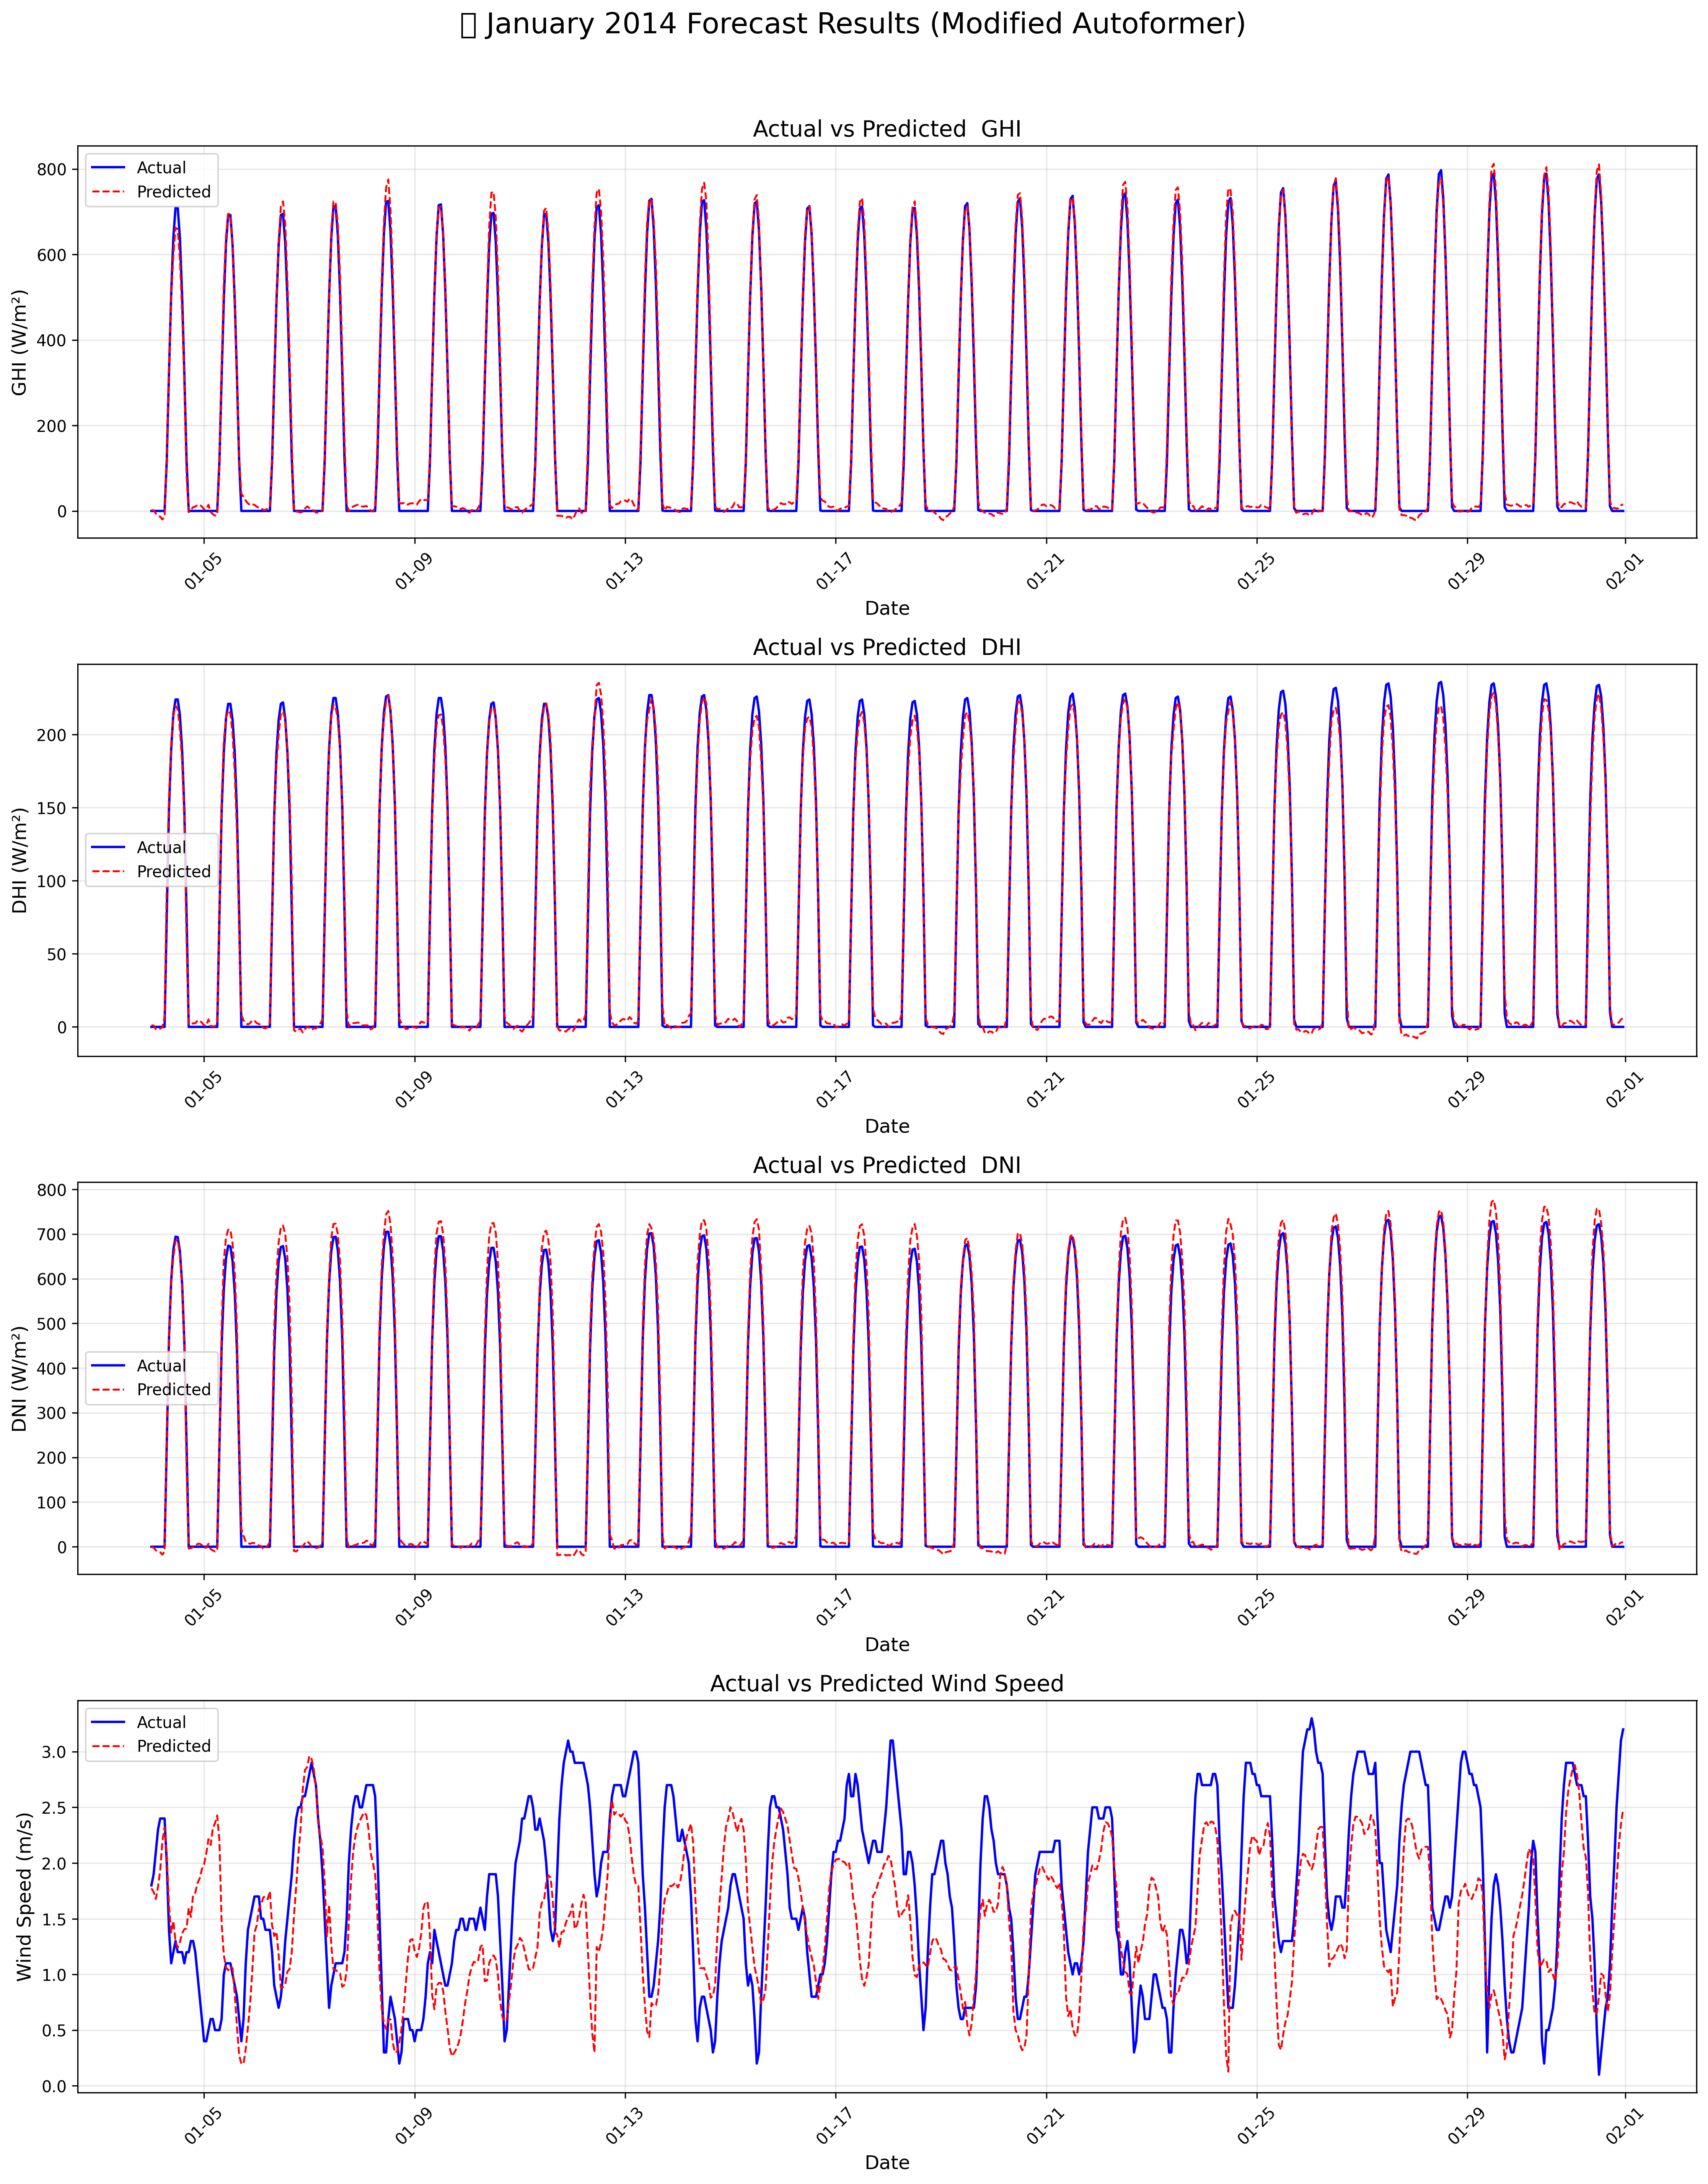 ▯ January 2014 Forecast Results (Modified Autoformer)
Actual vs Predicted  GHI
Actual
Predicted
GHI (W/m²)
800
600
400
200
0
01-05
01-09
01-13
01-17
01-21
01-25
01-29
02-01
Date
Actual vs Predicted  DHI
DHI (W/m²)
200
150
100
50
0
Actual
Predicted
01-05
01-09
01-13
01-17
01-21
01-25
01-29
02-01
Date
Actual vs Predicted  DNI
DNI (W/m²)
800
700
600
500
400
300
200
100
0
Actual
Predicted
01-05
01-09
01-13
01-17
01-21
01-25
01-29
02-01
Date
Actual vs Predicted Wind Speed
Actual
Predicted
Wind Speed (m/s)
3.0
2.5
2.0
1.5
1.0
0.5
0.0
01-05
01-09
01-13
01-17
01-21
01-25
01-29
02-01
Date